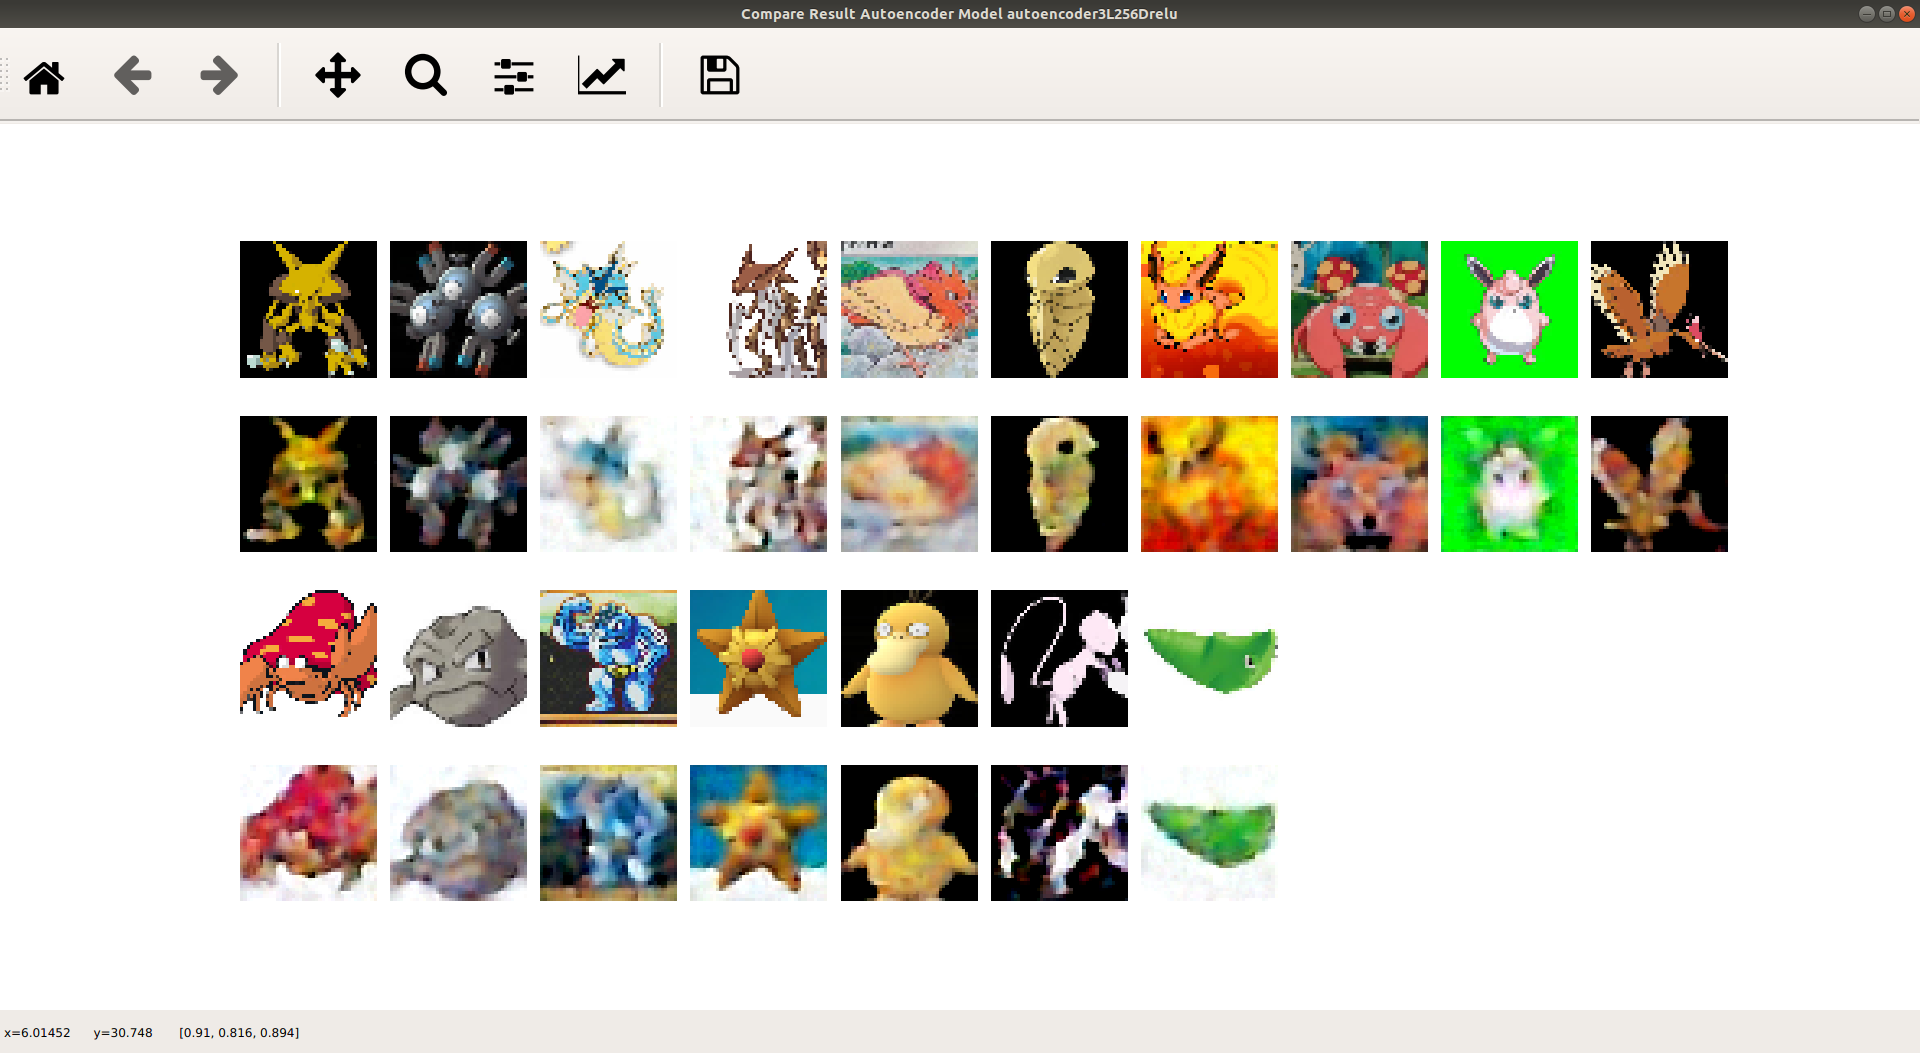 Compare Result Autoencoder Model autoencoder3L256Drelu
x=6.01452 y=30.748 [0.91, 0.816, 0.894]